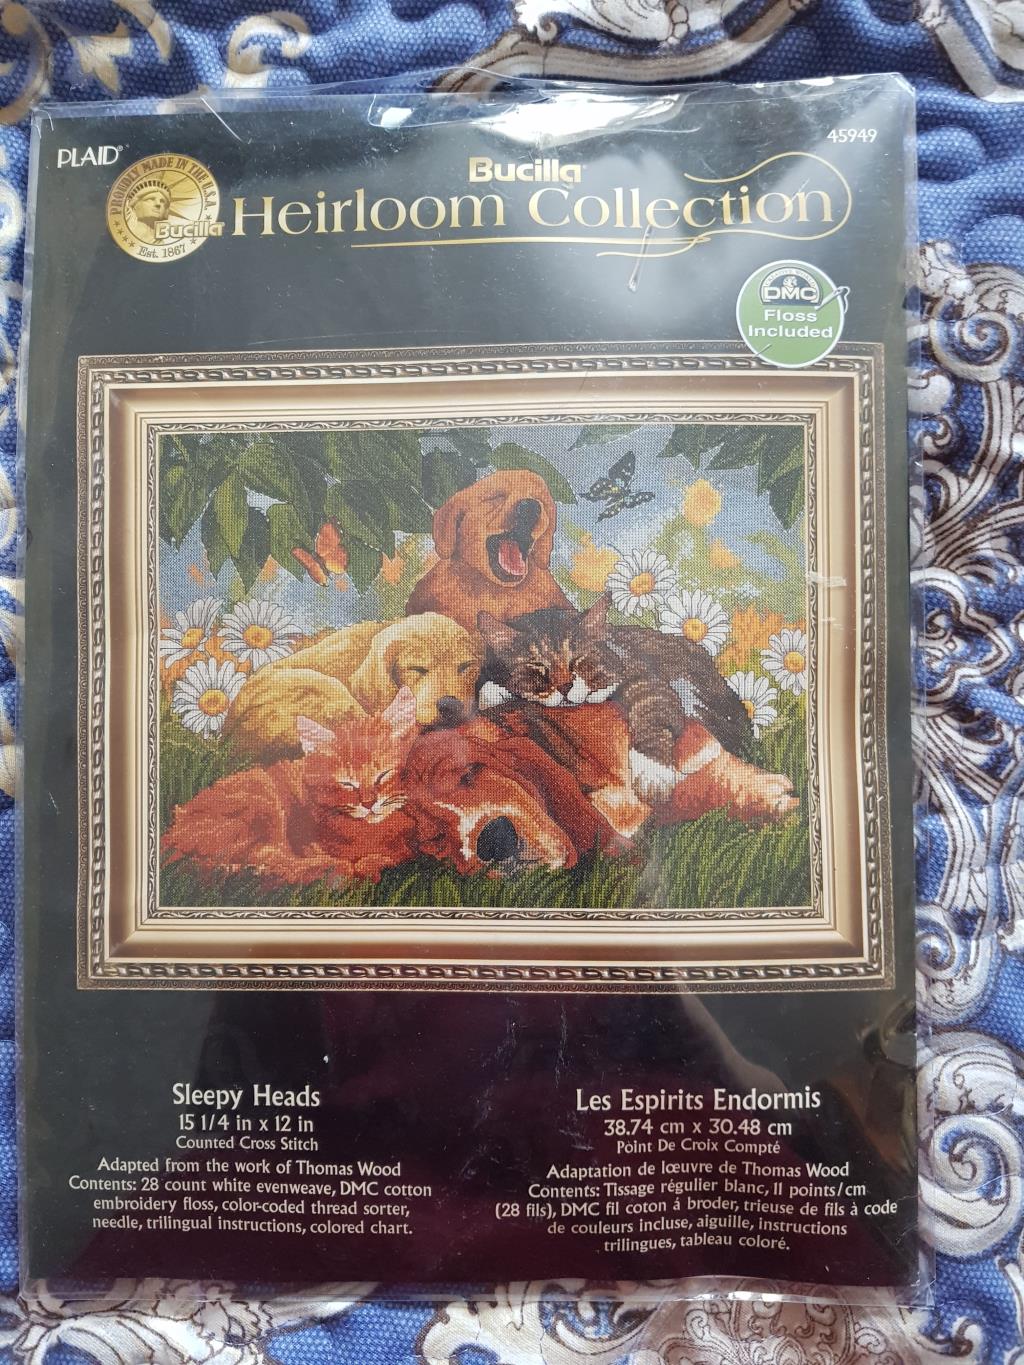 PLAID®
45949
PROUDLY MADE IN THE U.S.A.
Bucilla
Est. 1867
Bucilla®
Heirloom Collection
DMC
Floss
Included
Sleepy Heads
15 1/4 in x 12 in
Counted Cross Stitch
Adapted from the work of Thomas Wood
Contents: 28 count white evenweave, DMC cotton
embroidery floss, color-coded thread sorter,
needle, trilingual instructions, colored chart.
Les Espirits Endormis
38.74 cm x 30.48 cm
Point De Croix Compté
Adaptation de lœuvre de Thomas Wood
Contents: Tissage régulier blanc, 11 points/cm
(28 fils), DMC fil coton á broder, trieuse de fils à code
de couleurs incluse, aiguille, instructions
trilingues, tableau coloré.